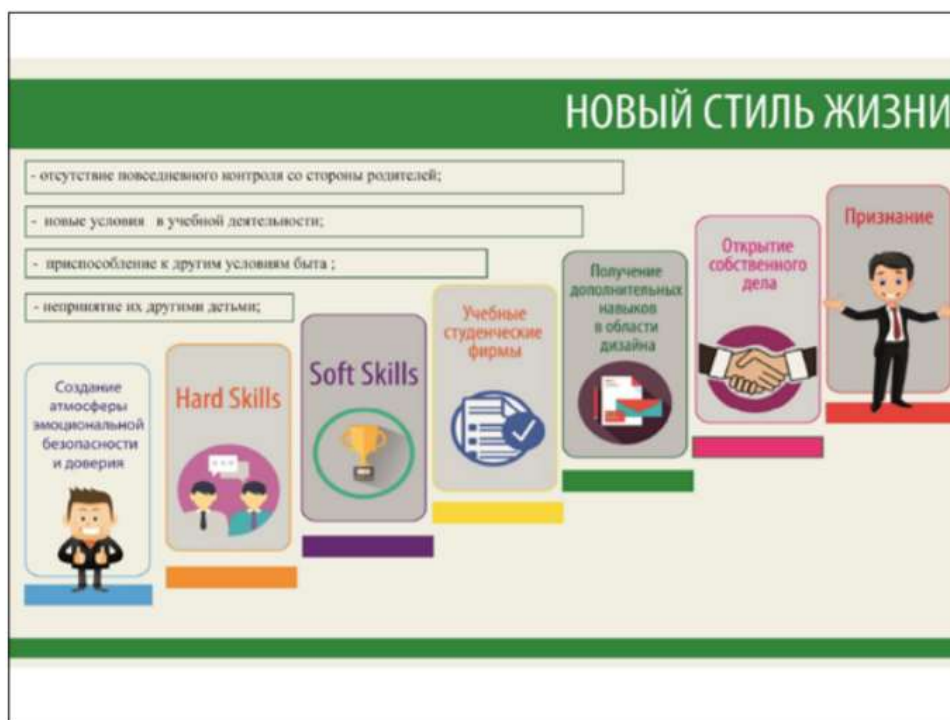 НОВЫЙ СТИЛЬ ЖИЗНИ
- отсутствие повседневного контроля со стороны родителей;
- новые условия в учебной деятельности;
- приспособление к другим условиям быта ;
- непринятие их другими детьми;
Создание
атмосферы
эмоциональной
безопасности
и доверия
Hard Skills
Soft Skills
Учебные
студенческие
фирмы
Получение
дополнительных
навыков
в области
дизайна
Открытие
собственного
дела
Признание